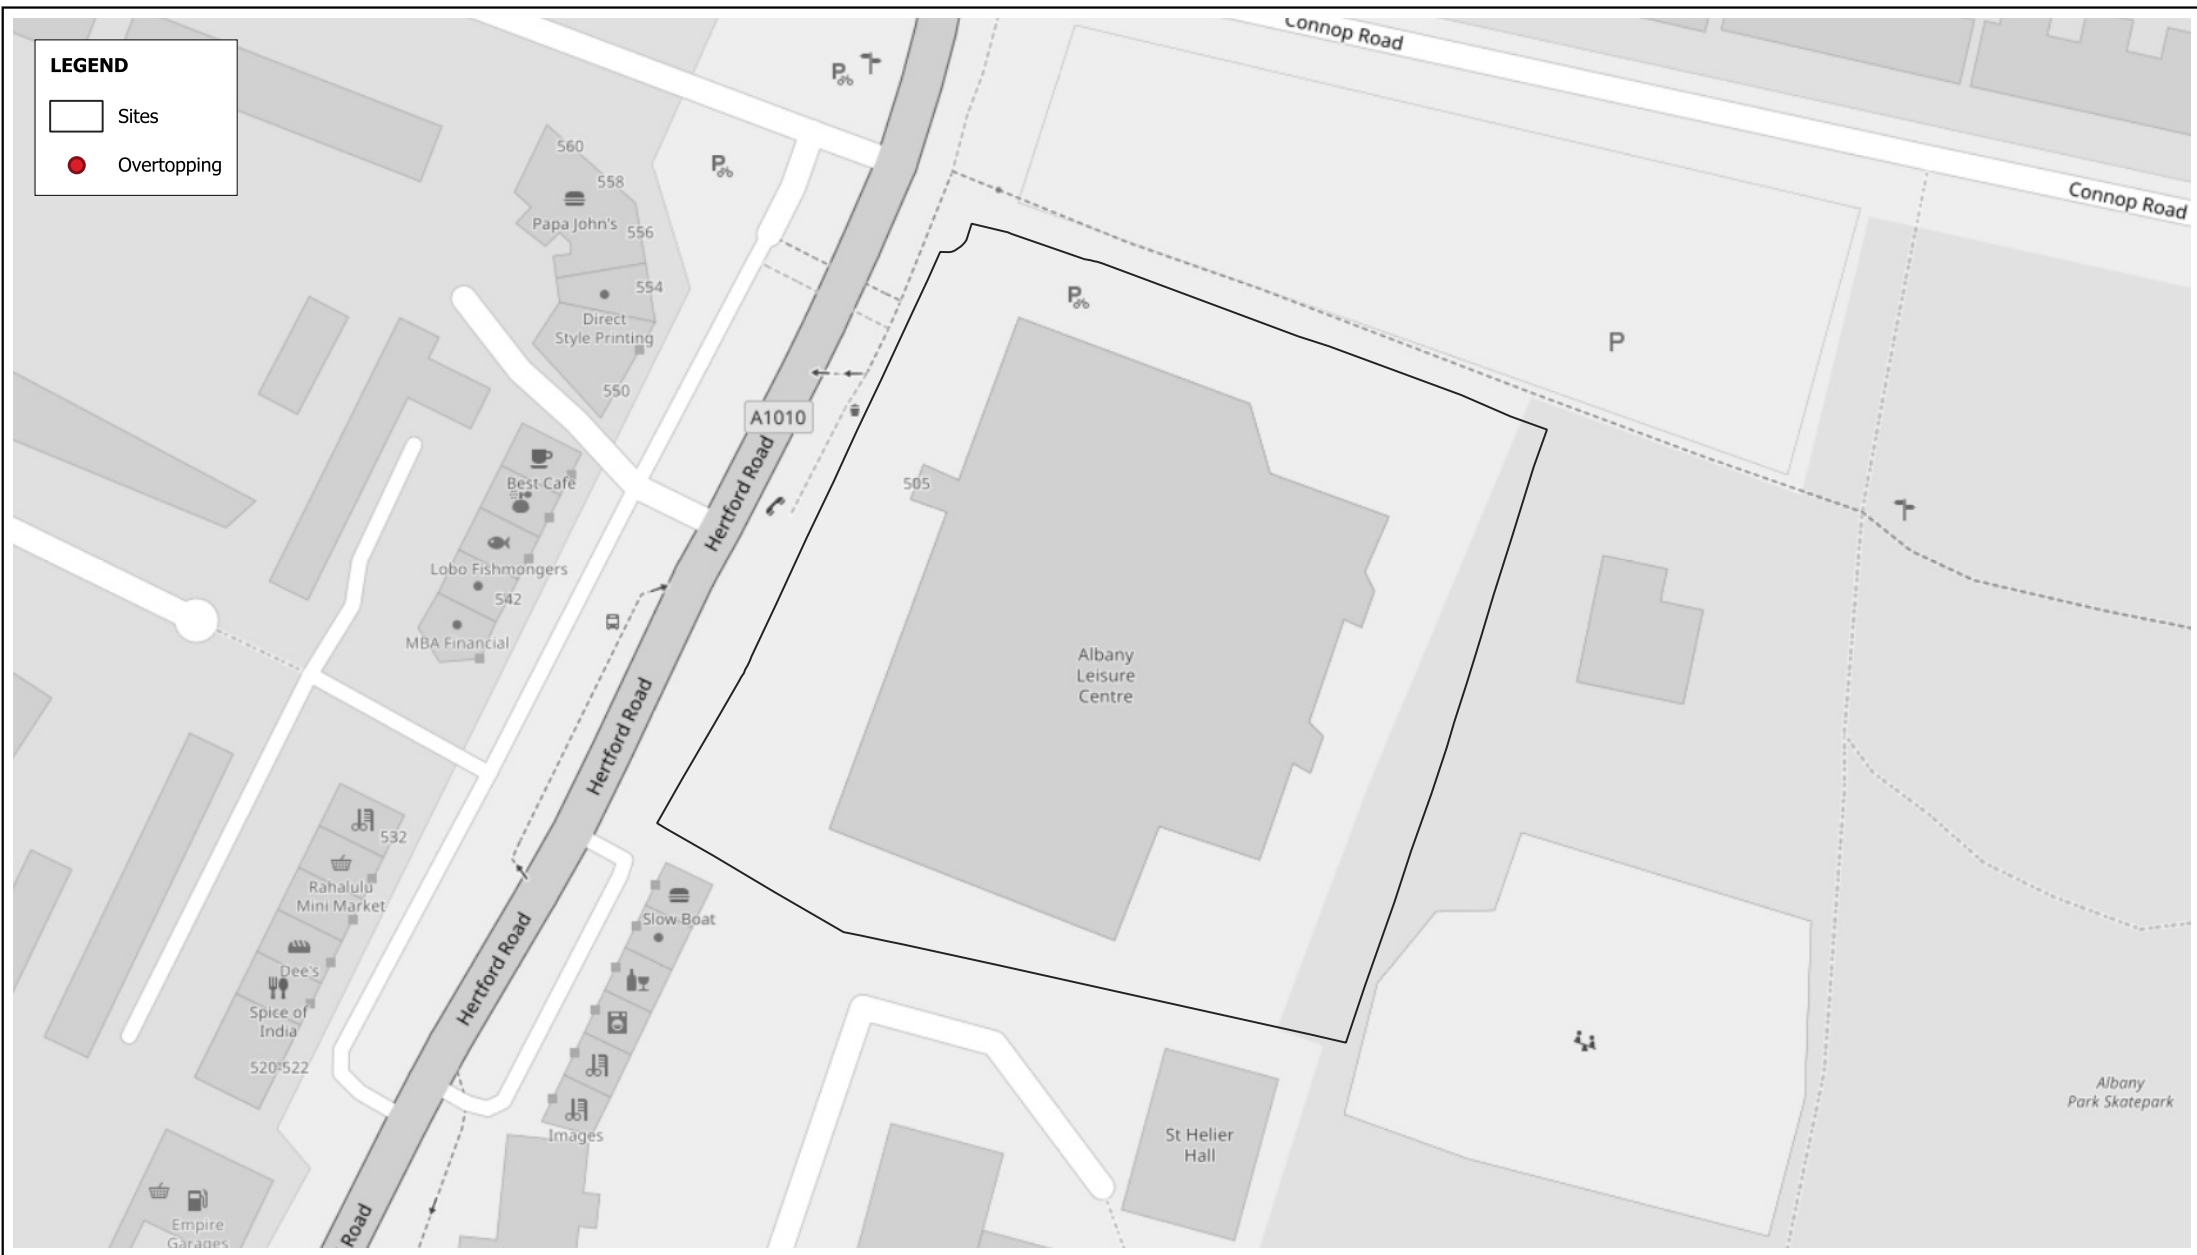 LEGEND
Sites
Overtopping
Connop Road
Connop Road
P
P
560
558
Papa John's
556
554
Direct
Style Printing
550
P
P
A1010
Hertford Road
505
Best Cafe
Lobo Fishmongers
542
MBA Financial
Albany
Leisure
Centre
Hertford Road
532
Rahalulu
Mini Market
Slow Boat
Dee's
Hertford Road
Spice of
India
520-522
Images
St Helier
Hall
Albany
Park Skatepark
Empire
Garages
Road